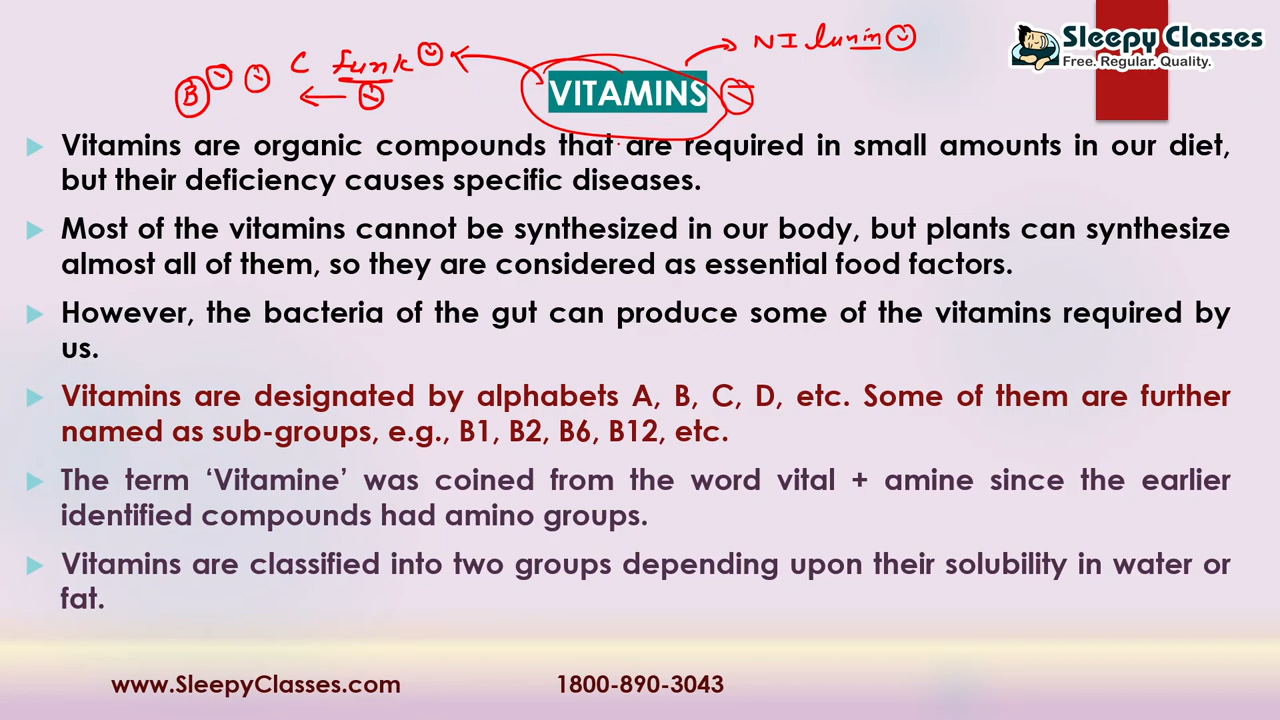 NI lunin
C funk
B
Sleepy Classes
Free. Regular. Quality.
VITAMINS
Vitamins are organic compounds that are required in small amounts in our diet,
but their deficiency causes specific diseases.
Most of the vitamins cannot be synthesized in our body, but plants can synthesize
almost all of them, so they are considered as essential food factors.
However, the bacteria of the gut can produce some of the vitamins required by
us.
Vitamins are designated by alphabets A, B, C, D, etc. Some of them are further
named as sub-groups, e.g., B1, B2, B6, B12, etc.
The term ‘Vitamine’ was coined from the word vital + amine since the earlier
identified compounds had amino groups.
Vitamins are classified into two groups depending upon their solubility in water or
fat.
www.SleepyClasses.com
1800-890-3043